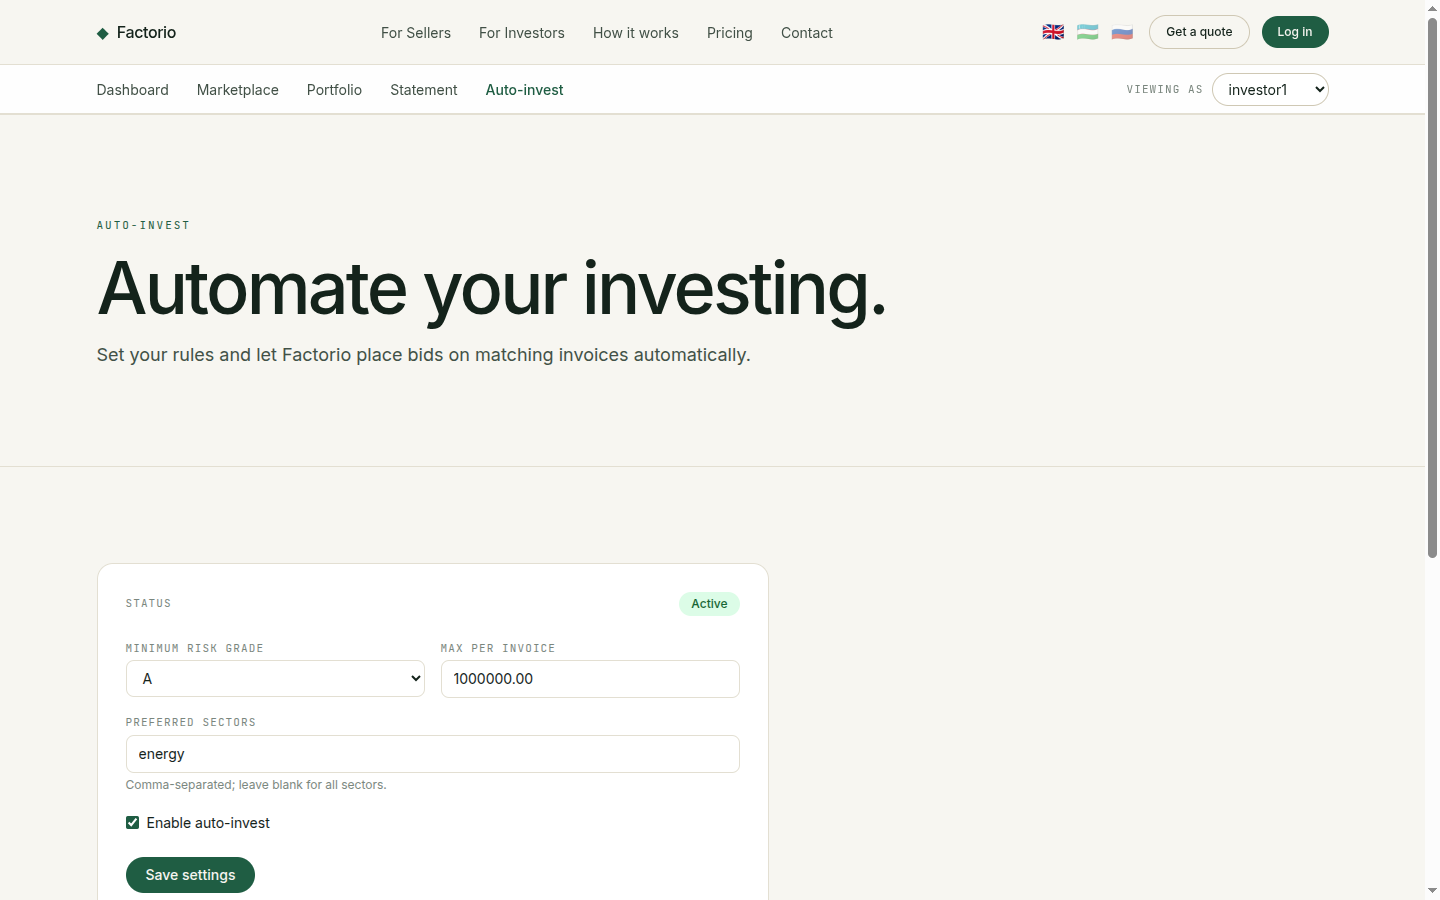 Factorio
For Sellers
For Investors
How it works
Pricing
Contact
Get a quote
Log in
Dashboard
Marketplace
Portfolio
Statement
Auto-invest
VIEWING AS
investor1
AUTO-INVEST
Automate your investing.
Set your rules and let Factorio place bids on matching invoices automatically.
STATUS
Active
MINIMUM RISK GRADE
MAX PER INVOICE
A
1000000.00
PREFERRED SECTORS
energy
Comma-separated; leave blank for all sectors.
Enable auto-invest
Save settings